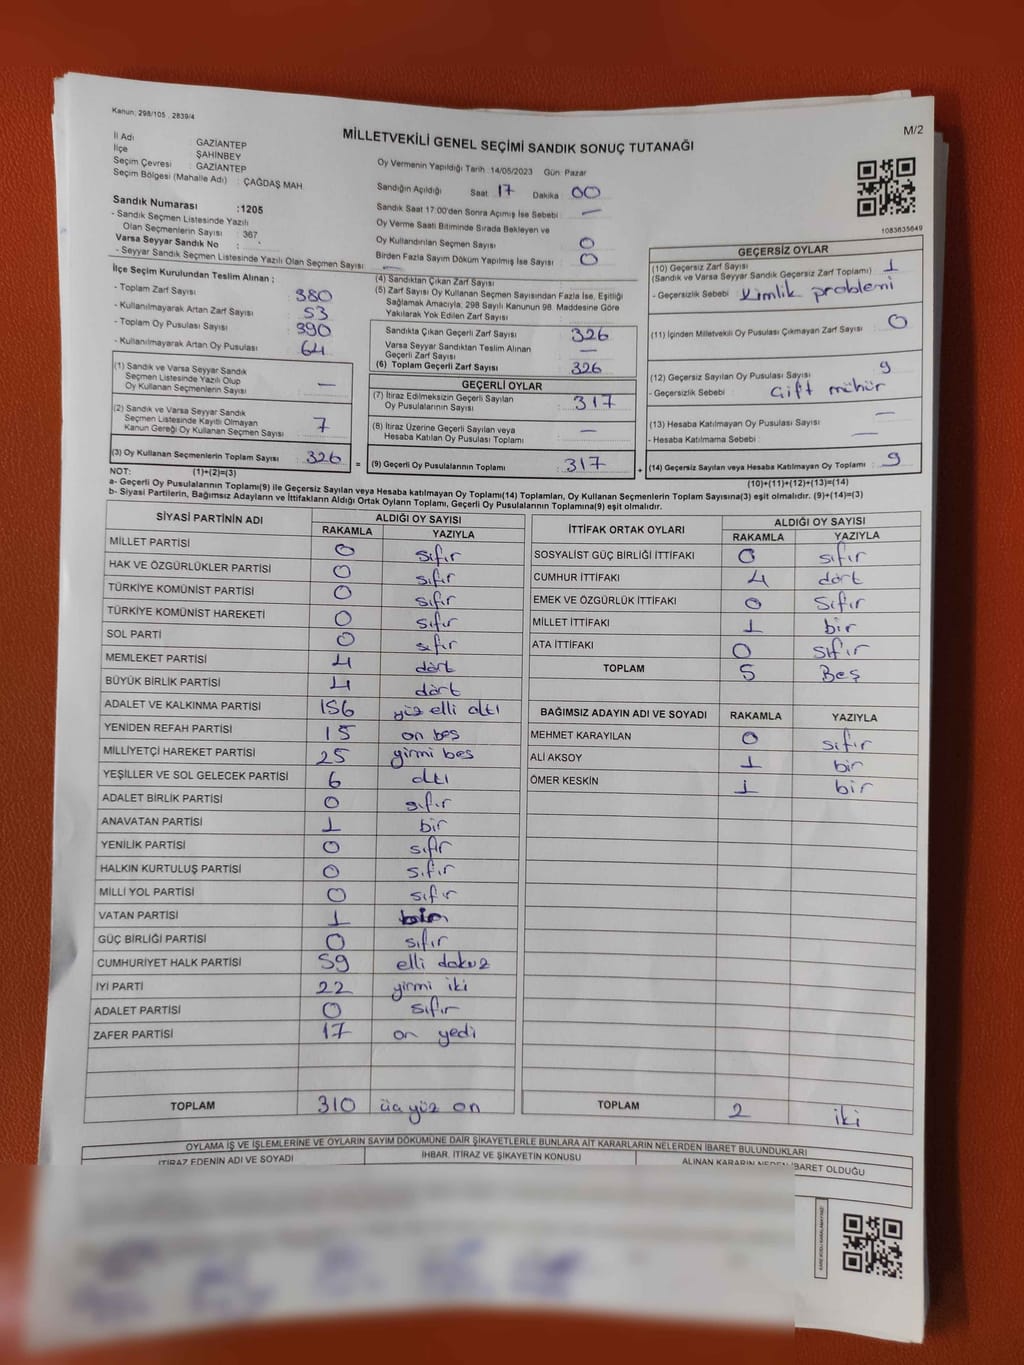 Kanun: 298/105 , 2839/4
M/2
MİLLETVEKİLİ GENEL SEÇİMİ SANDIK SONUÇ TUTANAĞI
İl Adı : GAZİANTEP
İlçe : ŞAHİNBEY
Seçim Çevresi : GAZİANTEP
Seçim Bölgesi (Mahalle Adı) : ÇAĞDAŞ MAH
Sandık Numarası :1205
- Sandık Seçmen Listesinde Yazılı
Olan Seçmenlerin Sayısı : 367
Varsa Seyyar Sandık No :
- Seyyar Sandık Seçmen Listesinde Yazılı Olan Seçmen Sayısı : —
Oy Vermenin Yapıldığı Tarih :14/05/2023 Gün: Pazar
Sandığın Açıldığı Saat 17 Dakika 00
Sandık Saat 17:00'den Sonra Açımış İse Sebebi : —
Oy Verme Saati Bitiminde Sırada Bekleyen ve
Oy Kullandırılan Seçmen Sayısı : 0
Birden Fazla Sayım Döküm Yapılmış İse Sayısı : 0
1083635649
İlçe Seçim Kurulundan Teslim Alınan :
- Toplam Zarf Sayısı : 380
- Kullanılmayarak Artan Zarf Sayısı : 53
- Toplam Oy Pusulası Sayısı : 390
- Kullanılmayarak Artan Oy Pusulası : 64
(4) Sandıktan Çıkan Zarf Sayısı :
(5) Zarf Sayısı Oy Kullanan Seçmen Sayısından Fazla İse, Eşitliği
Sağlamak Amacıyla, 298 Sayılı Kanunun 98. Maddesine Göre
Yakılarak Yok Edilen Zarf Sayısı :
Sandıkta Çıkan Geçerli Zarf Sayısı : 326
Varsa Seyyar Sandıktan Teslim Alınan
Geçerli Zarf Sayısı : —
(6) Toplam Geçerli Zarf Sayısı : 326
GEÇERSİZ OYLAR
(10) Geçersiz Zarf Sayısı : 1
(Sandık ve Varsa Seyyar Sandık Geçersiz Zarf Toplamı)
- Geçersizlik Sebebi : kimlik problemi
(11) İçinden Milletvekili Oy Pusulası Çıkmayan Zarf Sayısı : 0
(12) Geçersiz Sayılan Oy Pusulası Sayısı : 9
- Geçersizlik Sebebi : Çift mühür
(13) Hesaba Katılmayan Oy Pusulası Sayısı : —
- Hesaba Katılmama Sebebi : —
(14) Geçersiz Sayılan veya Hesaba Katılmayan Oy Toplamı : 9
(10)+(11)+(12)+(13)=(14)
(1) Sandık ve Varsa Seyyar Sandık
Seçmen Listesinde Yazılı Olup
Oy Kullanan Seçmenlerin Sayısı : —
(2) Sandık ve Varsa Seyyar Sandık
Seçmen Listesinde Kayıtlı Olmayan
Kanun Gereği Oy Kullanan Seçmen Sayısı : 7
(3) Oy Kullanan Seçmenlerin Toplam Sayısı : 326
GEÇERLİ OYLAR
(7) İtiraz Edilmeksizin Geçerli Sayılan
Oy Pusulalarının Sayısı : 317
(8) İtiraz Üzerine Geçerli Sayılan veya
Hesaba Katılan Oy Pusulası Toplamı : —
= (9) Geçerli Oy Pusulalarının Toplamı : 317 +
NOT: (1)+(2)=(3)
a- Geçerli Oy Pusulaları Toplamı(9) ile Geçersiz Sayılan veya Hesaba katılmayan Oy Toplamı(14) Toplamları, Oy Kullanan Seçmenlerin Toplam Sayısına(3) eşit olmalıdır. (9)+(14)=(3)
b- Siyasi Partilerin, Bağımsız Adayların ve İttifakların Aldığı Ortak Oyların Toplamı, Geçerli Oy Pusulalarının Toplamına(9) eşit olmalıdır.
SİYASİ PARTİNİN ADI ALDIĞI OY SAYISI
RAKAMLA YAZIYLA
MİLLET PARTİSİ 0 sıfır
HAK VE ÖZGÜRLÜKLER PARTİSİ 0 sıfır
TÜRKİYE KOMÜNİST PARTİSİ 0 sıfır
TÜRKİYE KOMÜNİST HAREKETİ 0 sıfır
SOL PARTİ 0 sıfır
MEMLEKET PARTİSİ 4 dört
BÜYÜK BİRLİK PARTİSİ 4 dört
ADALET VE KALKINMA PARTİSİ 156 yüz elli altı
YENİDEN REFAH PARTİSİ 15 on beş
MİLLİYETÇİ HAREKET PARTİSİ 25 yirmi beş
YEŞİLLER VE SOL GELECEK PARTİSİ 6 altı
ADALET BİRLİK PARTİSİ 0 sıfır
ANAVATAN PARTİSİ 1 bir
YENİLİK PARTİSİ 0 sıfır
HALKIN KURTULUŞ PARTİSİ 0 sıfır
MİLLİ YOL PARTİSİ 0 sıfır
VATAN PARTİSİ 1 bir
GÜÇ BİRLİĞİ PARTİSİ 0 sıfır
CUMHURİYET HALK PARTİSİ 59 elli dokuz
İYİ PARTİ 22 yirmi iki
ADALET PARTİSİ 0 sıfır
ZAFER PARTİSİ 17 on yedi
TOPLAM 310 üç yüz on
İTTİFAK ORTAK OYLARI ALDIĞI OY SAYISI
RAKAMLA YAZIYLA
SOSYALİST GÜÇ BİRLİĞİ İTTİFAKI 0 sıfır
CUMHUR İTTİFAKI 4 dört
EMEK VE ÖZGÜRLÜK İTTİFAKI 0 sıfır
MİLLET İTTİFAKI 1 bir
ATA İTTİFAKI 0 sıfır
TOPLAM 5 Beş
BAĞIMSIZ ADAYIN ADI VE SOYADI RAKAMLA YAZIYLA
MEHMET KARAYILAN 0 sıfır
ALİ AKSOY 1 bir
ÖMER KESKİN 1 bir
TOPLAM 2 iki
OYLAMA İŞ VE İŞLEMLERİNE VE OYLARIN SAYIM DÖKÜMÜNE DAİR ŞİKAYETLERLE BUNLARA AİT KARARLARIN NELERDEN İBARET BULUNDUKLARI
İTİRAZ EDENİN ADI VE SOYADI İHBAR, İTİRAZ VE ŞİKAYETİN KONUSU ALINAN KARARIN NEDEN İBARET OLDUĞU
KARE KODU KARALAMAYINIZ!